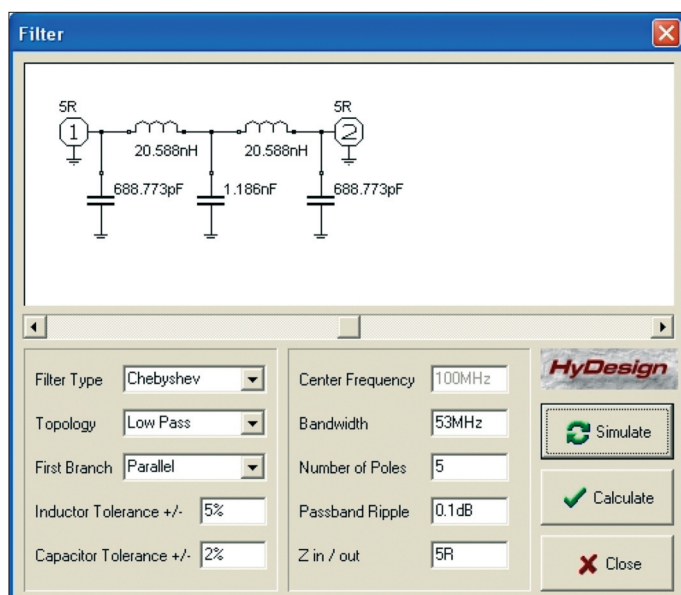 Filter
5R
5R
1
2
20.588nH
20.588nH
688.773pF
1.186nF
688.773pF
Filter Type
Chebyshev
Topology
Low Pass
First Branch
Parallel
Inductor Tolerance +/-
5%
Capacitor Tolerance +/-
2%
Center Frequency
100MHz
Bandwidth
53MHz
Number of Poles
5
Passband Ripple
0.1dB
Z in / out
5R
HyDesign
Simulate
Calculate
Close